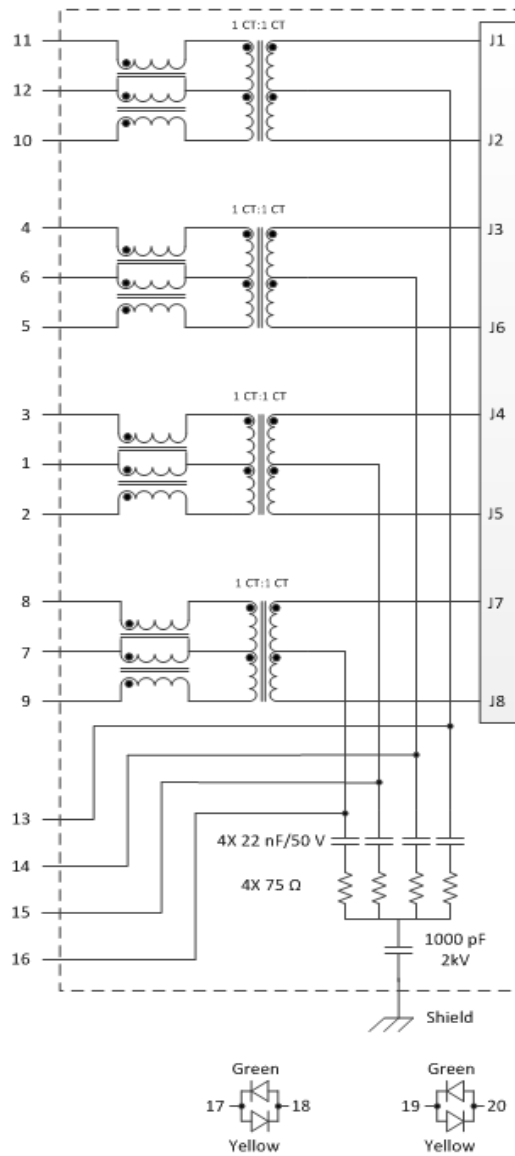 1 CT:1 CT
11
J1
12
10
J2
1 CT:1 CT
4
J3
6
5
J6
1 CT:1 CT
3
J4
1
2
J5
1 CT:1 CT
8
J7
7
9
J8
13
4X 22 nF/50 V
14
4X 75 Ω
15
1000 pF
2kV
16
Shield
Green
Green
17
18
19
20
Yellow
Yellow